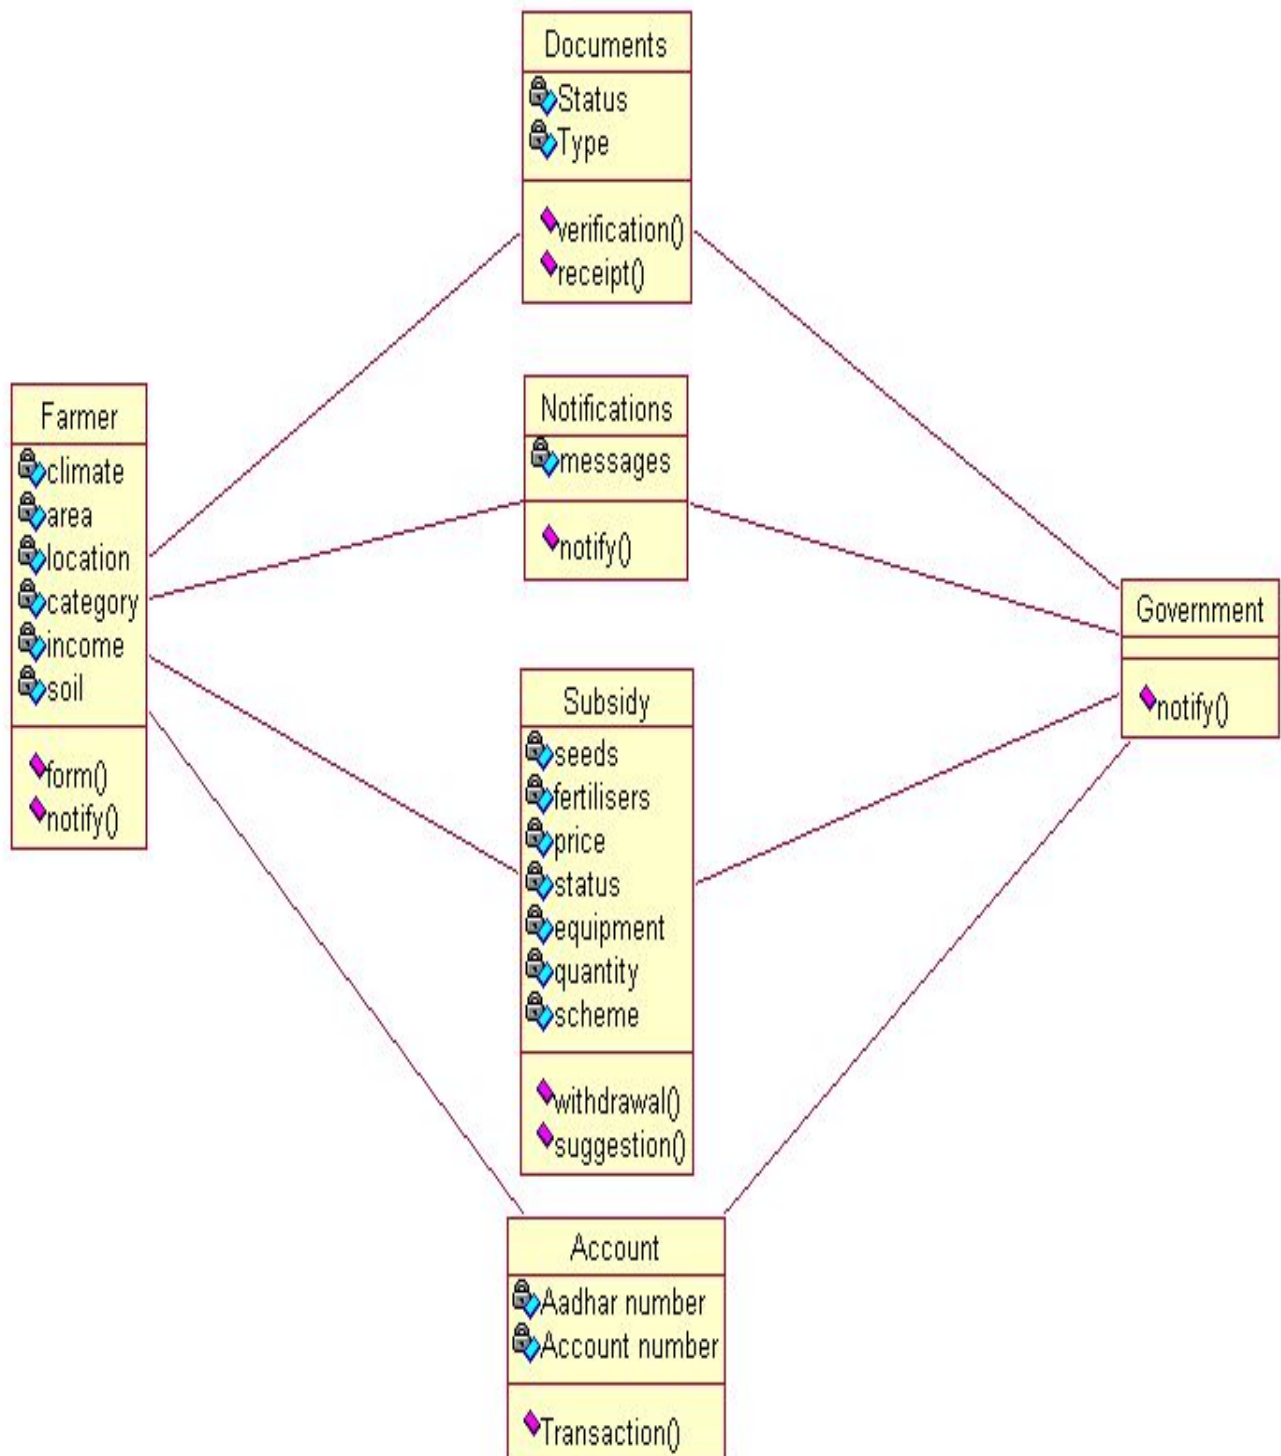 Documents
Status
Type
verification()
receipt()
Farmer
climate
area
location
category
income
soil
form()
notify()
Notifications
messages
notify()
Subsidy
seeds
fertilisers
price
status
equipment
quantity
scheme
withdrawal()
suggestion()
Government
notify()
Account
Aadhar number
Account number
Transaction()